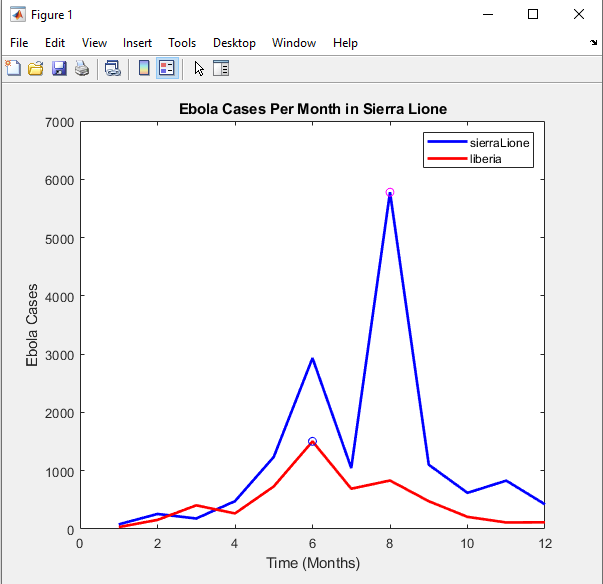 Figure 1
File Edit View Insert Tools Desktop Window Help
Ebola Cases Per Month in Sierra Lione
7000
6000
5000
4000
3000
2000
1000
0
Ebola Cases
sierraLione
liberia
0 2 4 6 8 10 12
Time (Months)